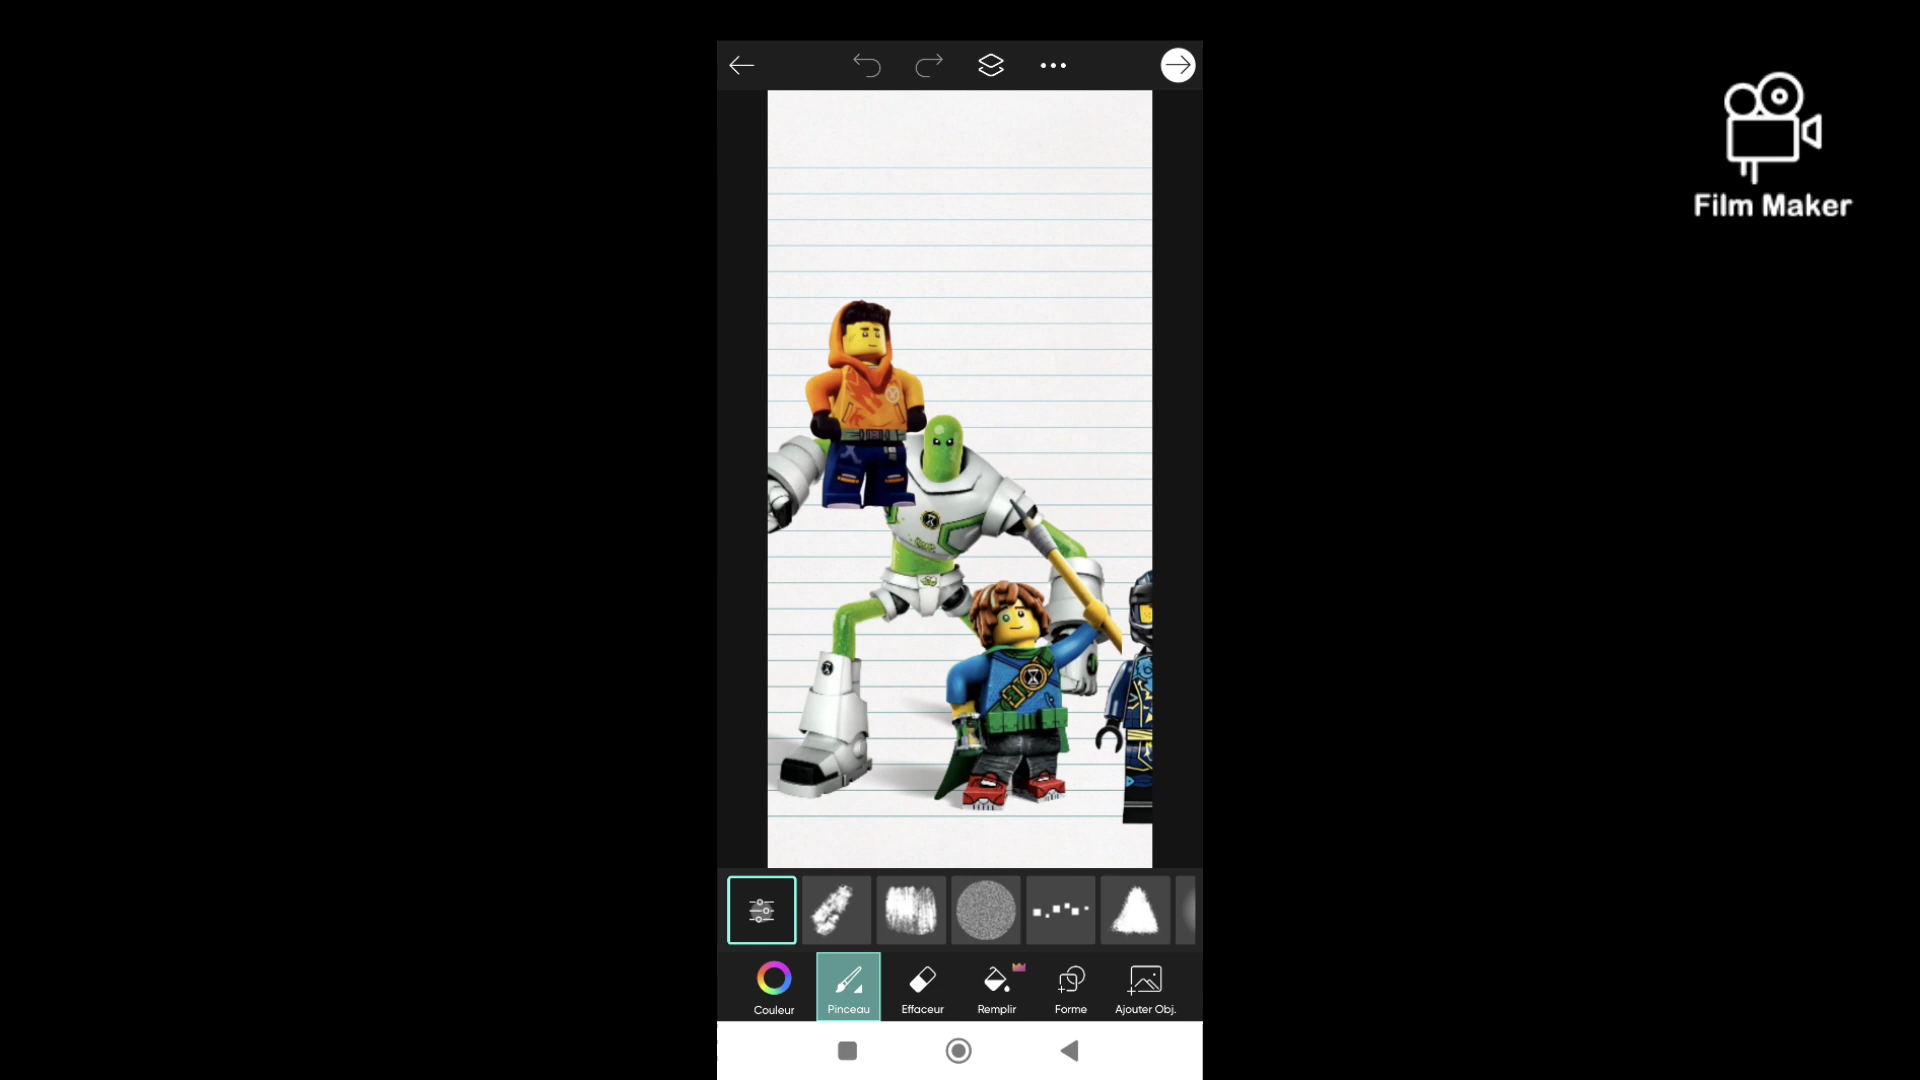 Film Maker
Couleur
Pinceau
Effaceur
Remplir
Forme
Ajouter Obj.